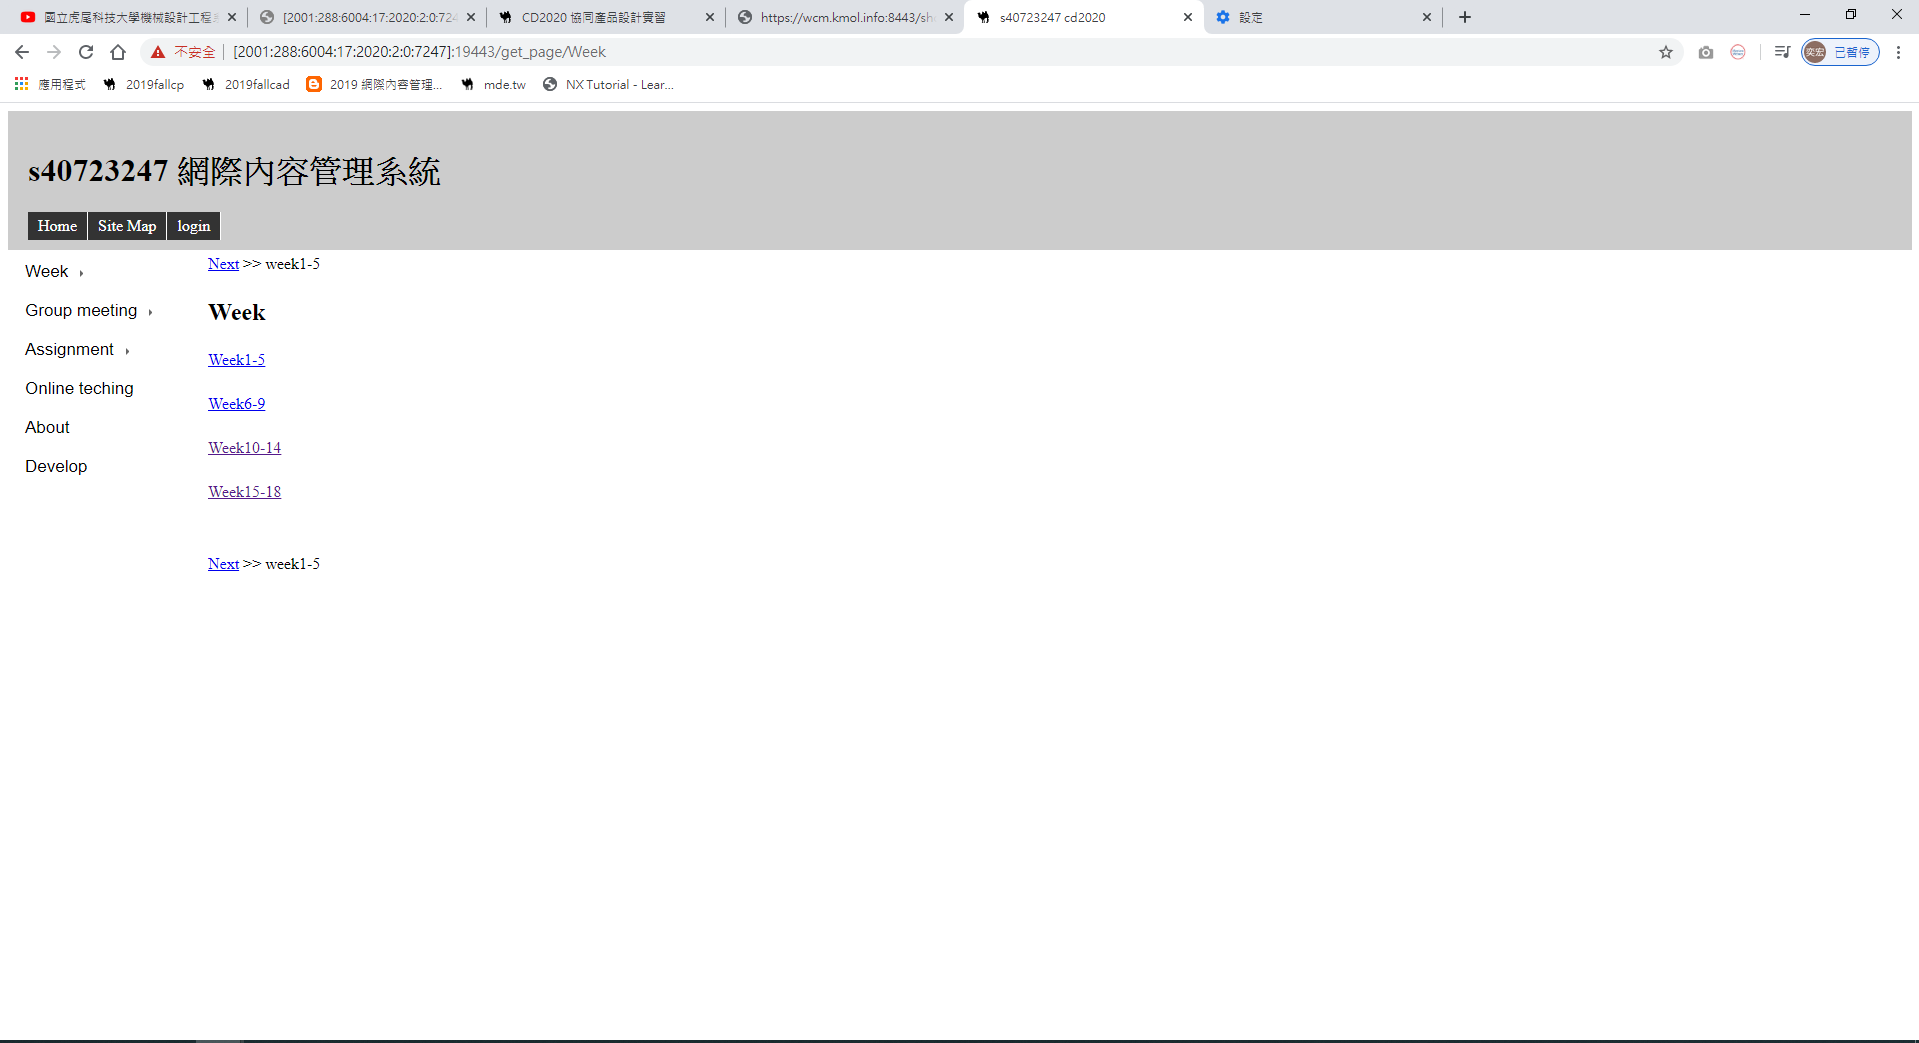 國立虎尾科技大學機械設計工程
[2001:288:6004:17:2020:2:0:724
CD2020 協同產品設計實習
https://wcm.kmol.info:8443/sh
s40723247 cd2020
設定
不安全
[2001:288:6004:17:2020:2:0:7247]:19443/get_page/Week
奕宏
已暫停
應用程式
2019fallcp
2019fallcad
2019 網際內容管理...
mde.tw
NX Tutorial - Lear...
s40723247 網際內容管理系統
Home
Site Map
login
Week
Group meeting
Assignment
Online teching
About
Develop
Next >> week1-5
Week
Week1-5
Week6-9
Week10-14
Week15-18
Next >> week1-5